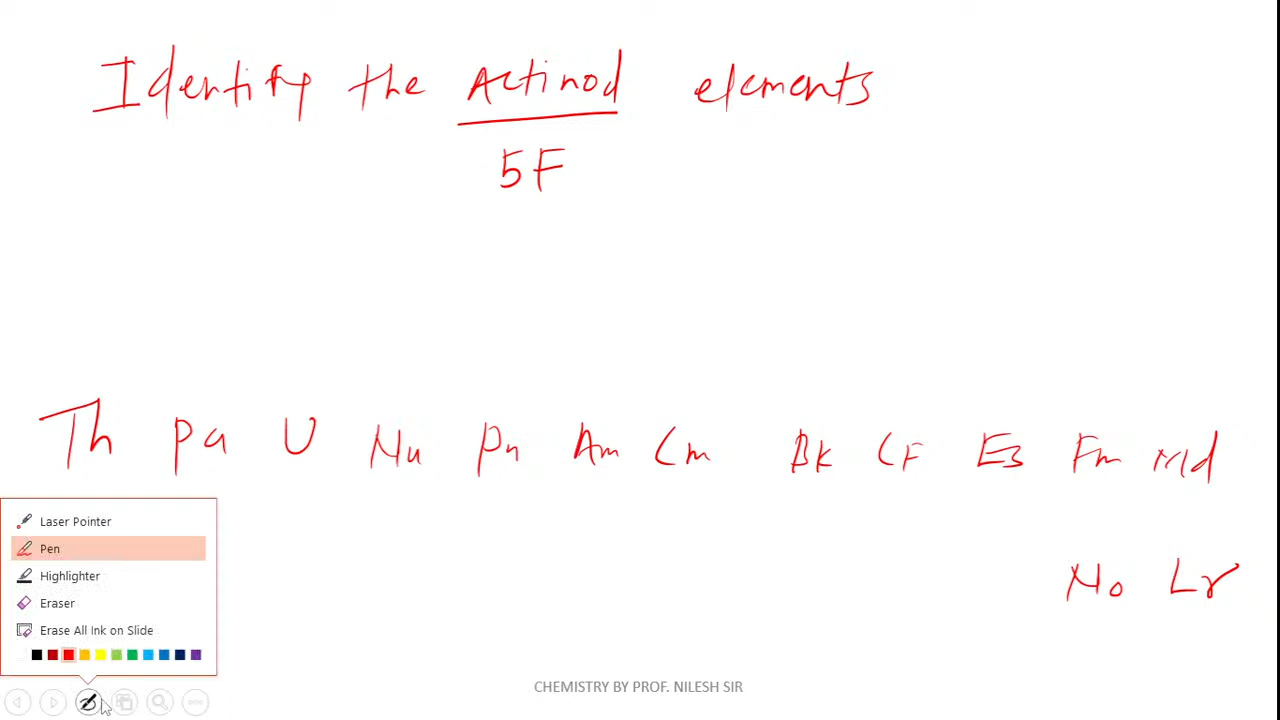 Identify the Actinod elements
5F
Th Pa U Nu Pu Am Cm Bk CF Es Fm Md
No Lr
Laser Pointer
Pen
Highlighter
Eraser
Erase All Ink on Slide
CHEMISTRY BY PROF. NILESH SIR